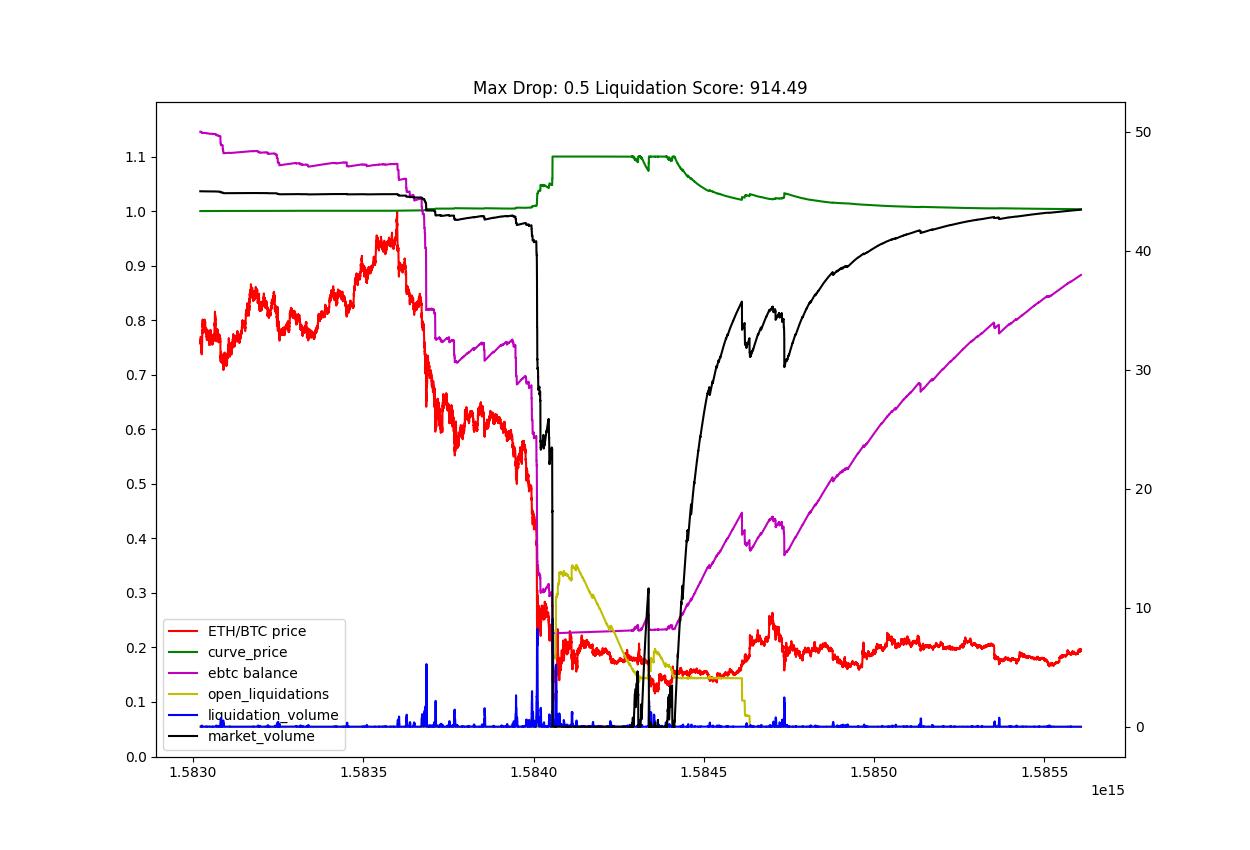 Max Drop: 0.5 Liquidation Score: 914.49
1.1
1.0
0.9
0.8
0.7
0.6
0.5
0.4
0.3
0.2
0.1
0.0
50
40
30
20
10
0
ETH/BTC price
curve_price
ebtc balance
open_liquidations
liquidation_volume
market_volume
1.5830 1.5835 1.5840 1.5845 1.5850 1.5855
1e15